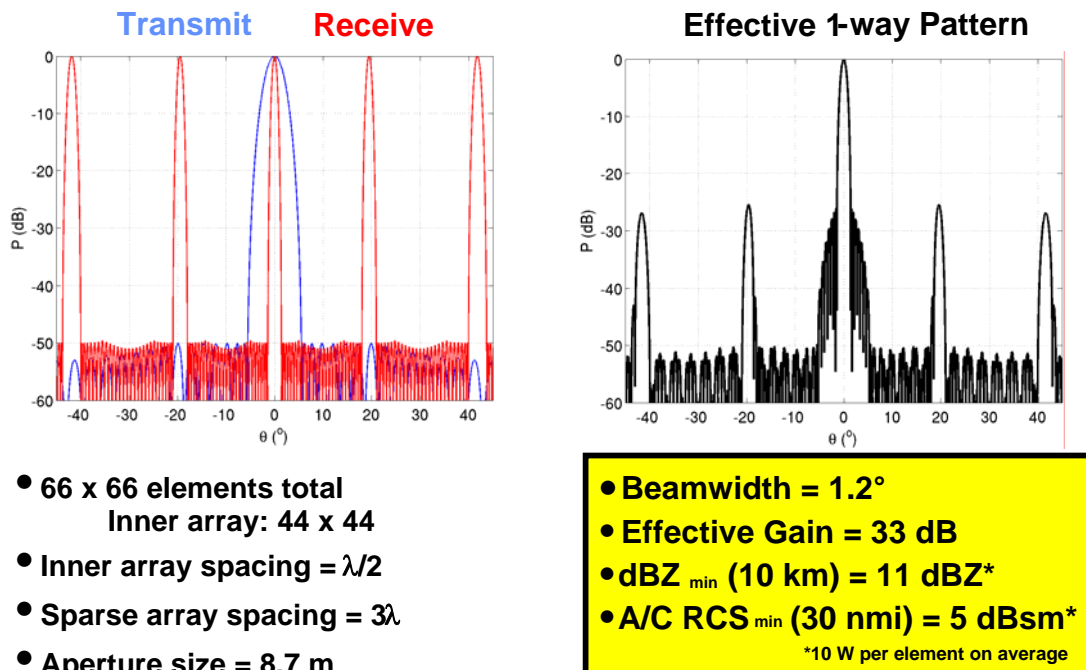 Transmit Receive
Effective 1-way Pattern
0
-10
-20
-30
-40
-50
-60
P (dB)
-40 -30 -20 -10 0 10 20 30 40
θ (°)
0
-10
-20
-30
-40
-50
-60
P (dB)
-40 -30 -20 -10 0 10 20 30 40
θ (°)
• 66 x 66 elements total
Inner array: 44 x 44
• Inner array spacing = λ/2
• Sparse array spacing = 3λ
• Aperture size = 8.7 m
• Beamwidth = 1.2°
• Effective Gain = 33 dB
• dBZ min (10 km) = 11 dBZ*
• A/C RCS min (30 nmi) = 5 dBsm*
*10 W per element on average